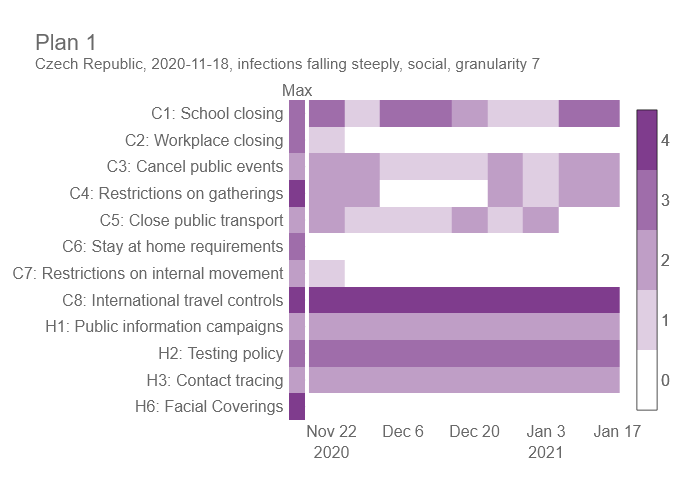 Plan 1
Czech Republic, 2020-11-18, infections falling steeply, social, granularity 7
Max
C1: School closing
C2: Workplace closing
C3: Cancel public events
C4: Restrictions on gatherings
C5: Close public transport
C6: Stay at home requirements
C7: Restrictions on internal movement
C8: International travel controls
H1: Public information campaigns
H2: Testing policy
H3: Contact tracing
H6: Facial Coverings
4
3
2
1
0
Nov 22 Dec 6 Dec 20 Jan 3 Jan 17
2020 2021